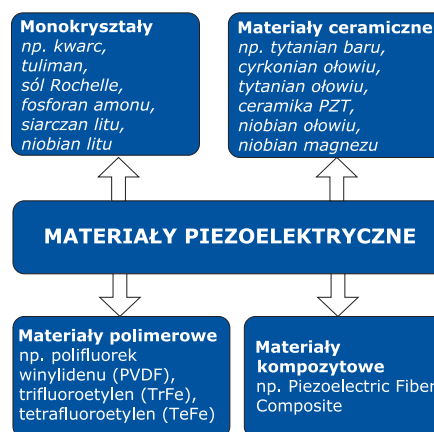 Monokryształy
np. kwarc,
tuliman,
sól Rochelle,
fosforan amonu,
siarczan litu,
niobian litu
Materiały ceramiczne
np. tytanian baru,
cyrkonian ołowiu,
tytanian ołowiu,
ceramika PZT,
niobian ołowiu,
niobian magnezu
MATERIAŁY PIEZOELEKTRYCZNE
Materiały polimerowe
np. polifluorek
winylidenu (PVDF),
trifluoroetylen (TrFe),
tetrafluoroetylen (TeFe)
Materiały
kompozytowe
np. Piezoelectric Fiber
Composite